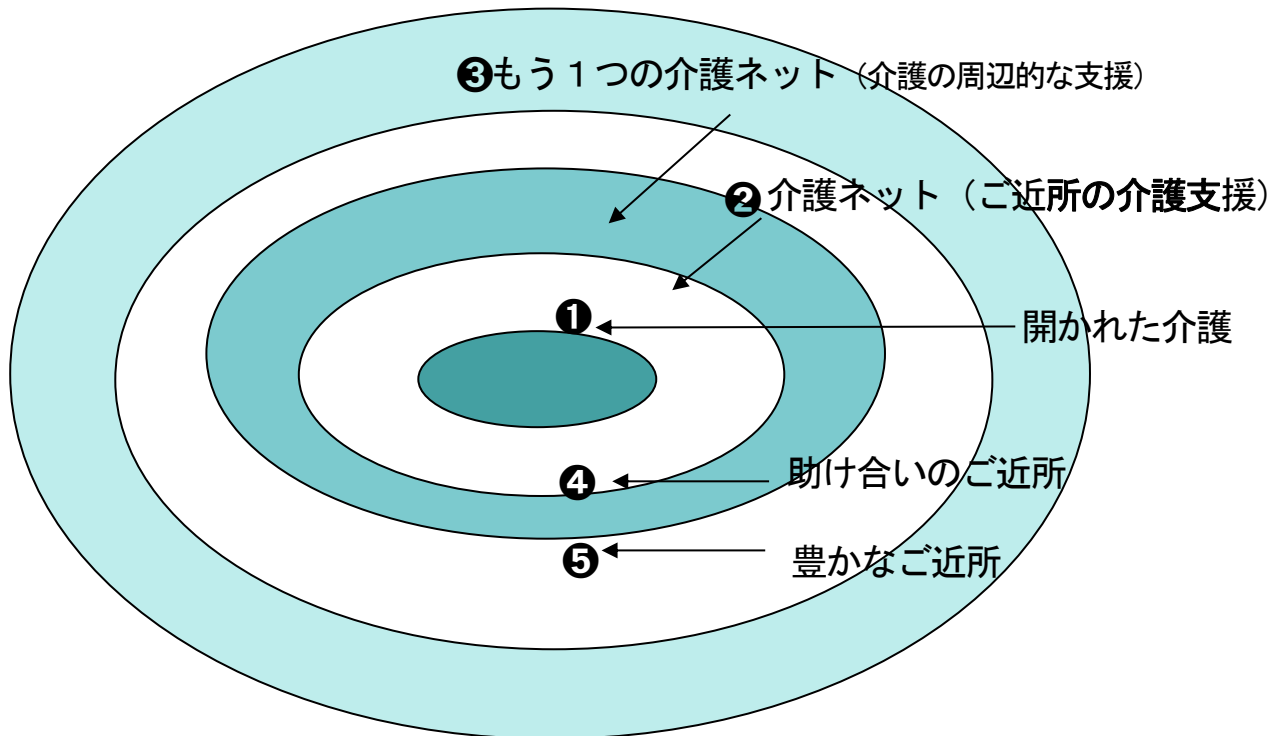 ❸もう１つの介護ネット（介護の周辺的な支援）
❷介護ネット（ご近所の介護支援）
❶
開かれた介護
❹
助け合いのご近所
❺
豊かなご近所